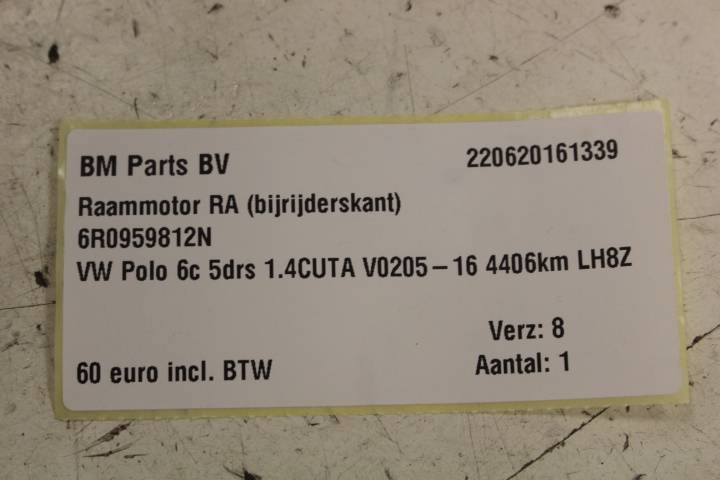 BM Parts BV 220620161339
Raammotor RA (bijrijderskant)
6R0959812N
VW Polo 6c 5drs 1.4CUTA V0205-16 4406km LH8Z
Verz: 8
60 euro incl. BTW Aantal: 1